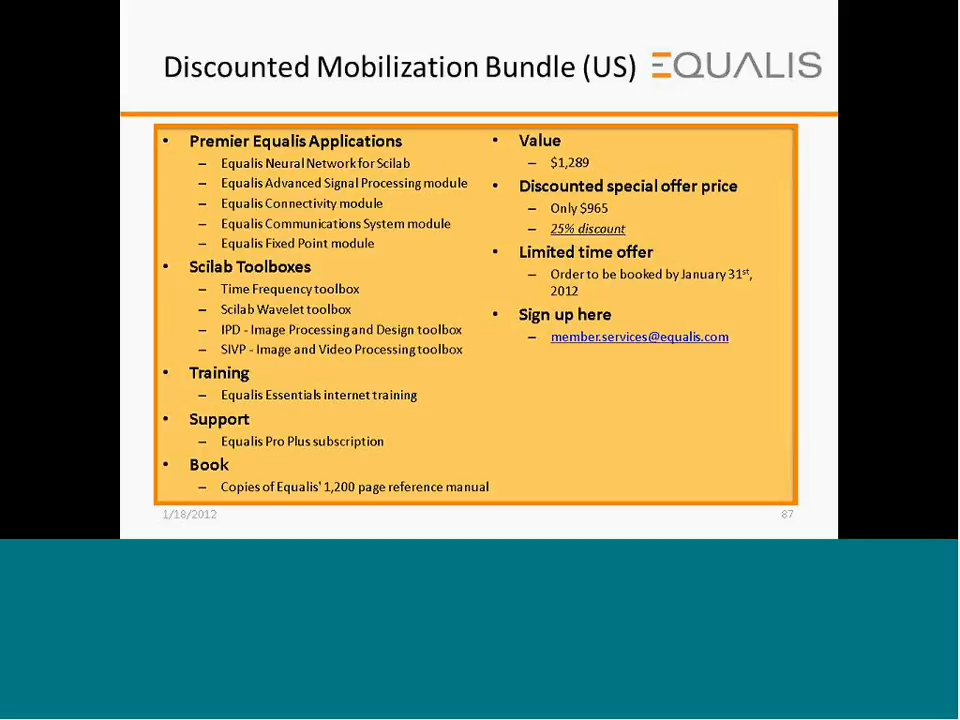 Discounted Mobilization Bundle (US)
EQUALIS
• Premier Equalis Applications
– Equalis Neural Network for Scilab
– Equalis Advanced Signal Processing module
– Equalis Connectivity module
– Equalis Communications System module
– Equalis Fixed Point module
• Scilab Toolboxes
– Time Frequency toolbox
– Scilab Wavelet toolbox
– IPD - Image Processing and Design toolbox
– SIVP - Image and Video Processing toolbox
• Training
– Equalis Essentials internet training
• Support
– Equalis Pro Plus subscription
• Book
– Copies of Equalis' 1,200 page reference manual
• Value
– $1,289
• Discounted special offer price
– Only $965
– 25% discount
• Limited time offer
– Order to be booked by January 31st,
2012
• Sign up here
– member.services@equalis.com
1/18/2012
87